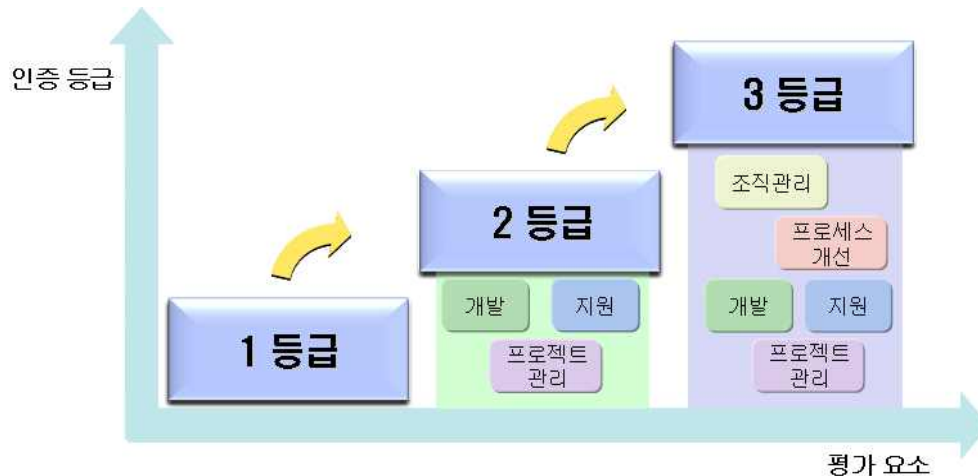 인증 등급
3 등급
조직관리
프로세스
개선
2 등급
개발 지원
프로젝트
관리
개발 지원
프로젝트
관리
1 등급
평가 요소